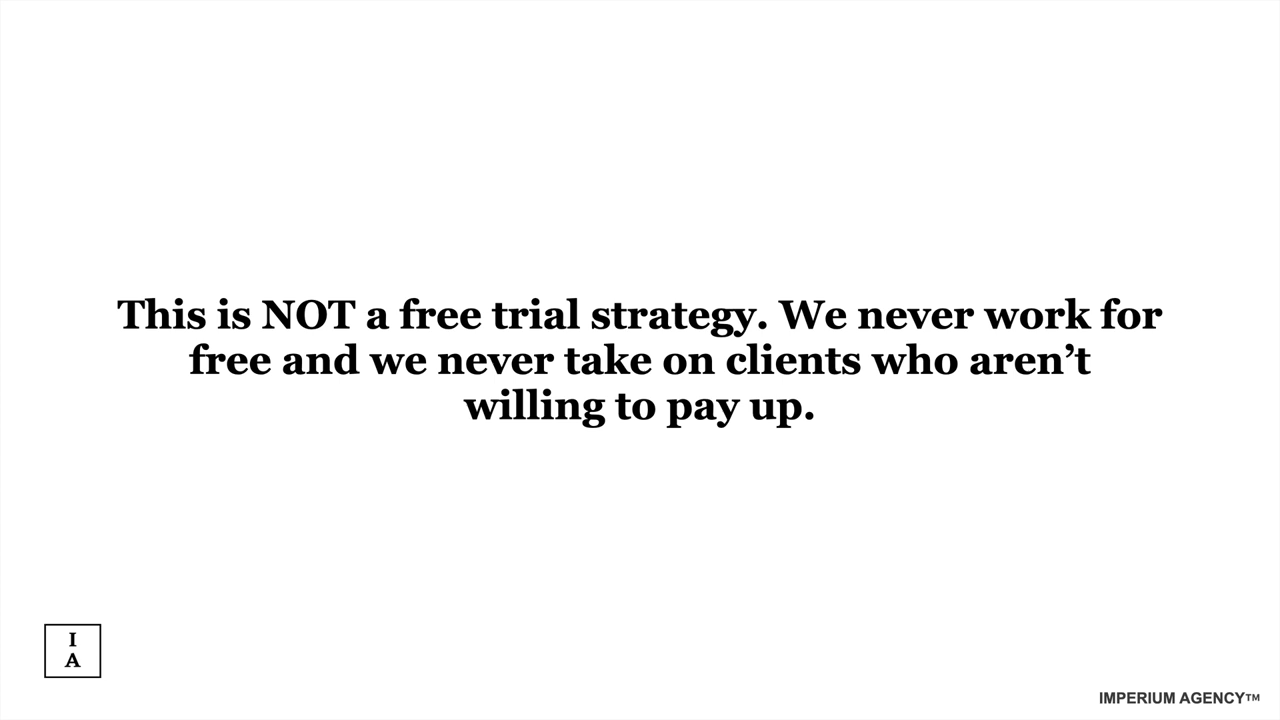 This is NOT a free trial strategy. We never work for
free and we never take on clients who aren’t
willing to pay up.
I
A
IMPERIUM AGENCY™